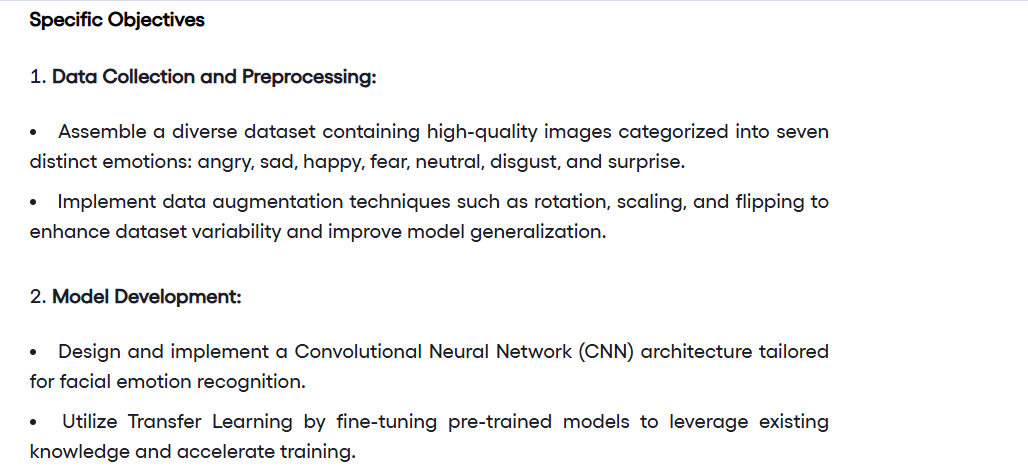 Specific Objectives
1. Data Collection and Preprocessing:
• Assemble a diverse dataset containing high-quality images categorized into seven
distinct emotions: angry, sad, happy, fear, neutral, disgust, and surprise.
• Implement data augmentation techniques such as rotation, scaling, and flipping to
enhance dataset variability and improve model generalization.
2. Model Development:
• Design and implement a Convolutional Neural Network (CNN) architecture tailored
for facial emotion recognition.
• Utilize Transfer Learning by fine-tuning pre-trained models to leverage existing
knowledge and accelerate training.